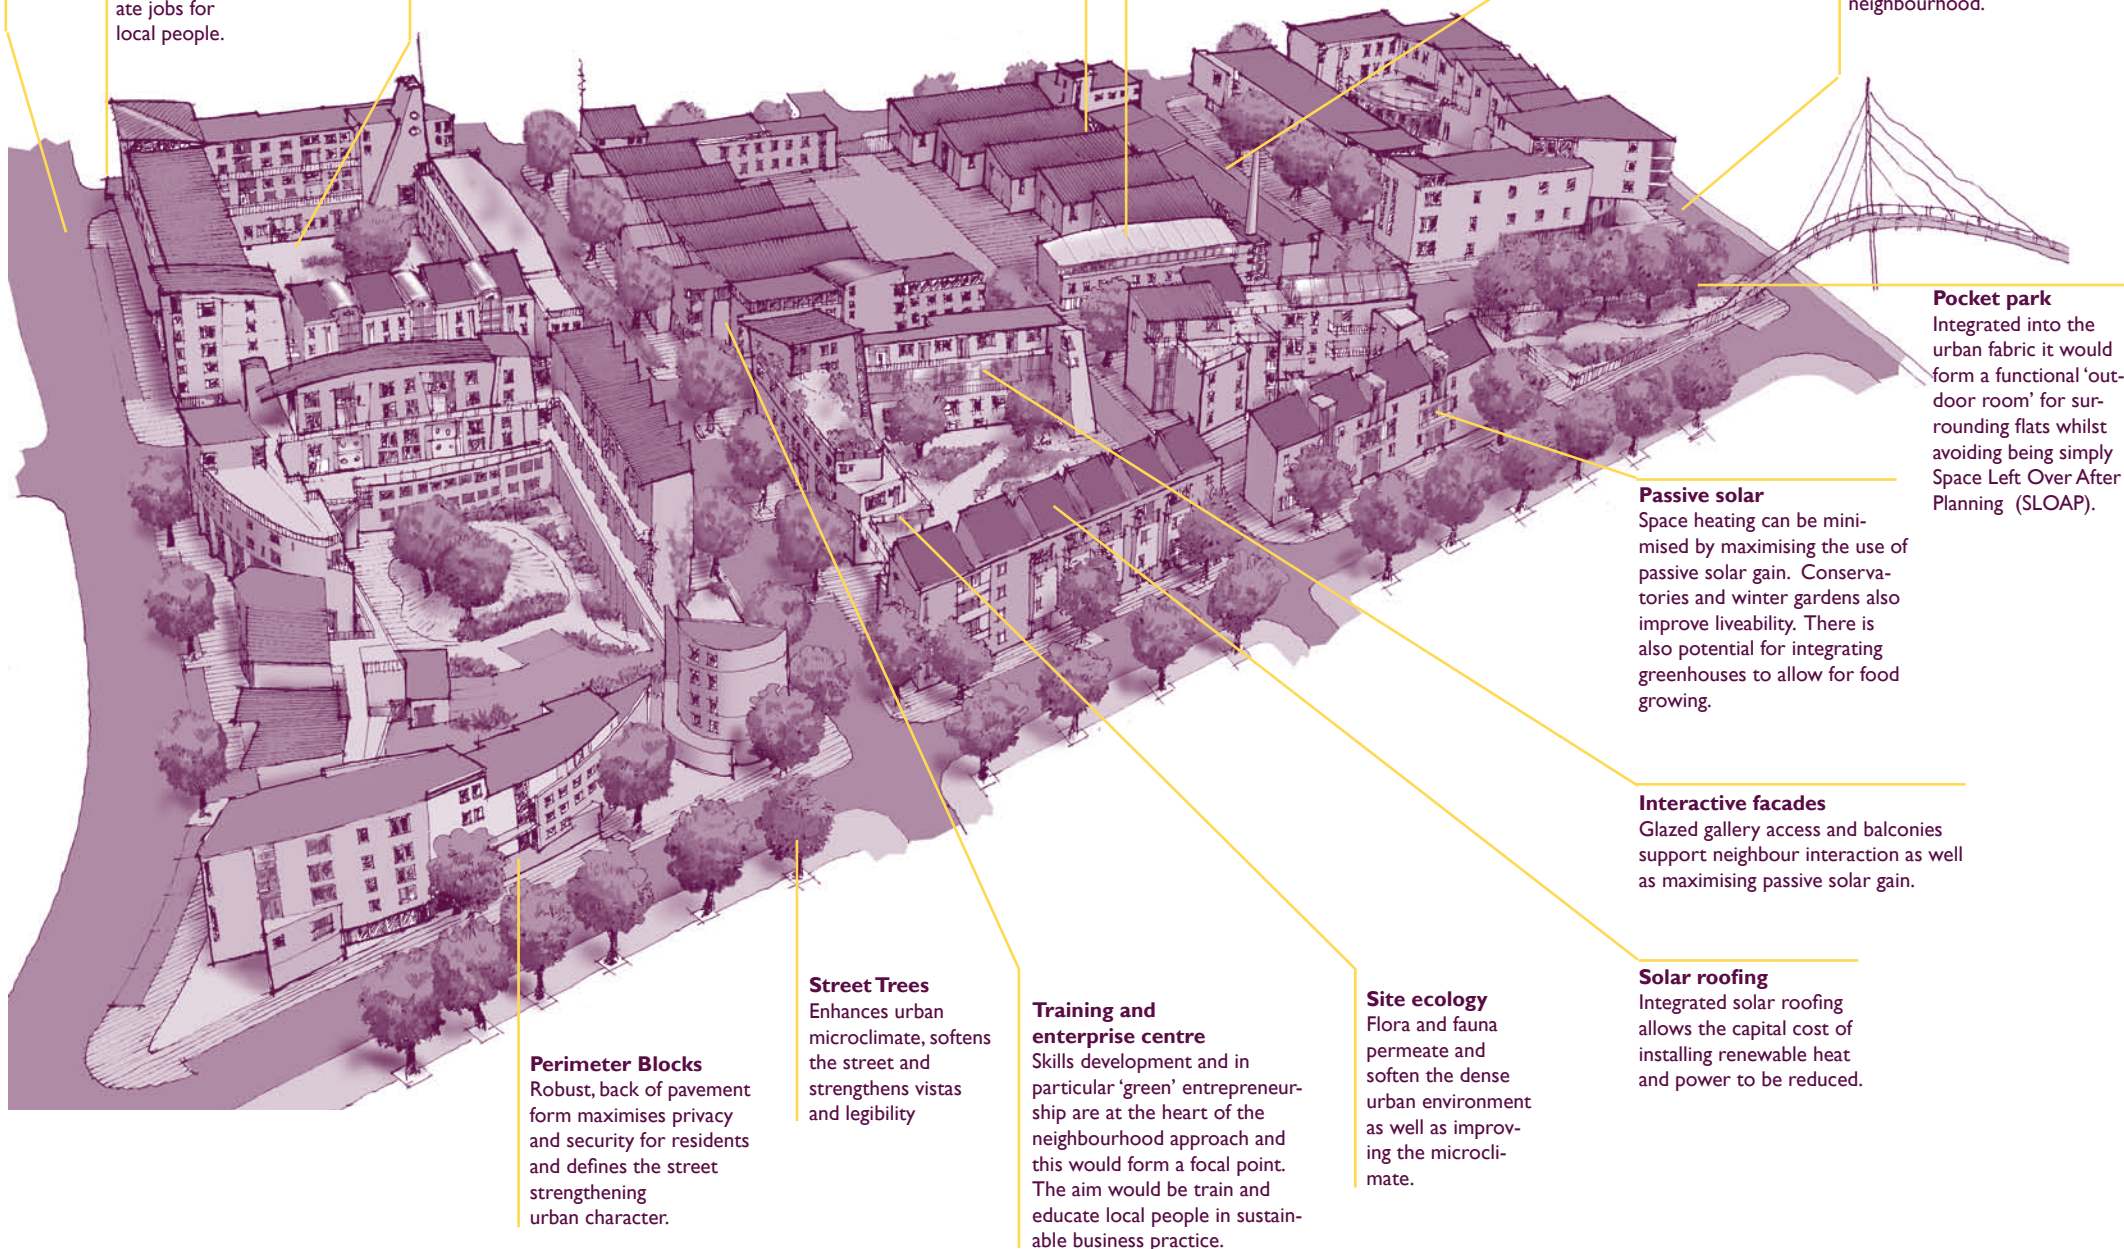 ate jobs for
local people.
neighbourhood.
Pocket park
Integrated into the
urban fabric it would
form a functional ‘out-
door room’ for sur-
rounding flats whilst
avoiding being simply
Space Left Over After
Planning (SLOAP).
Passive solar
Space heating can be mini-
mised by maximising the use of
passive solar gain. Conserva-
tories and winter gardens also
improve liveability. There is
also potential for integrating
greenhouses to allow for food
growing.
Interactive facades
Glazed gallery access and balconies
support neighbour interaction as well
as maximising passive solar gain.
Solar roofing
Integrated solar roofing
allows the capital cost of
installing renewable heat
and power to be reduced.
Site ecology
Flora and fauna
permeate and
soften the dense
urban environment
as well as improv-
ing the microcli-
mate.
Training and
enterprise centre
Skills development and in
particular ‘green’ entrepreneur-
ship are at the heart of the
neighbourhood approach and
this would form a focal point.
The aim would be train and
educate local people in sustain-
able business practice.
Street Trees
Enhances urban
microclimate, softens
the street and
strengthens vistas
and legibility
Perimeter Blocks
Robust, back of pavement
form maximises privacy
and security for residents
and defines the street
strengthening
urban character.